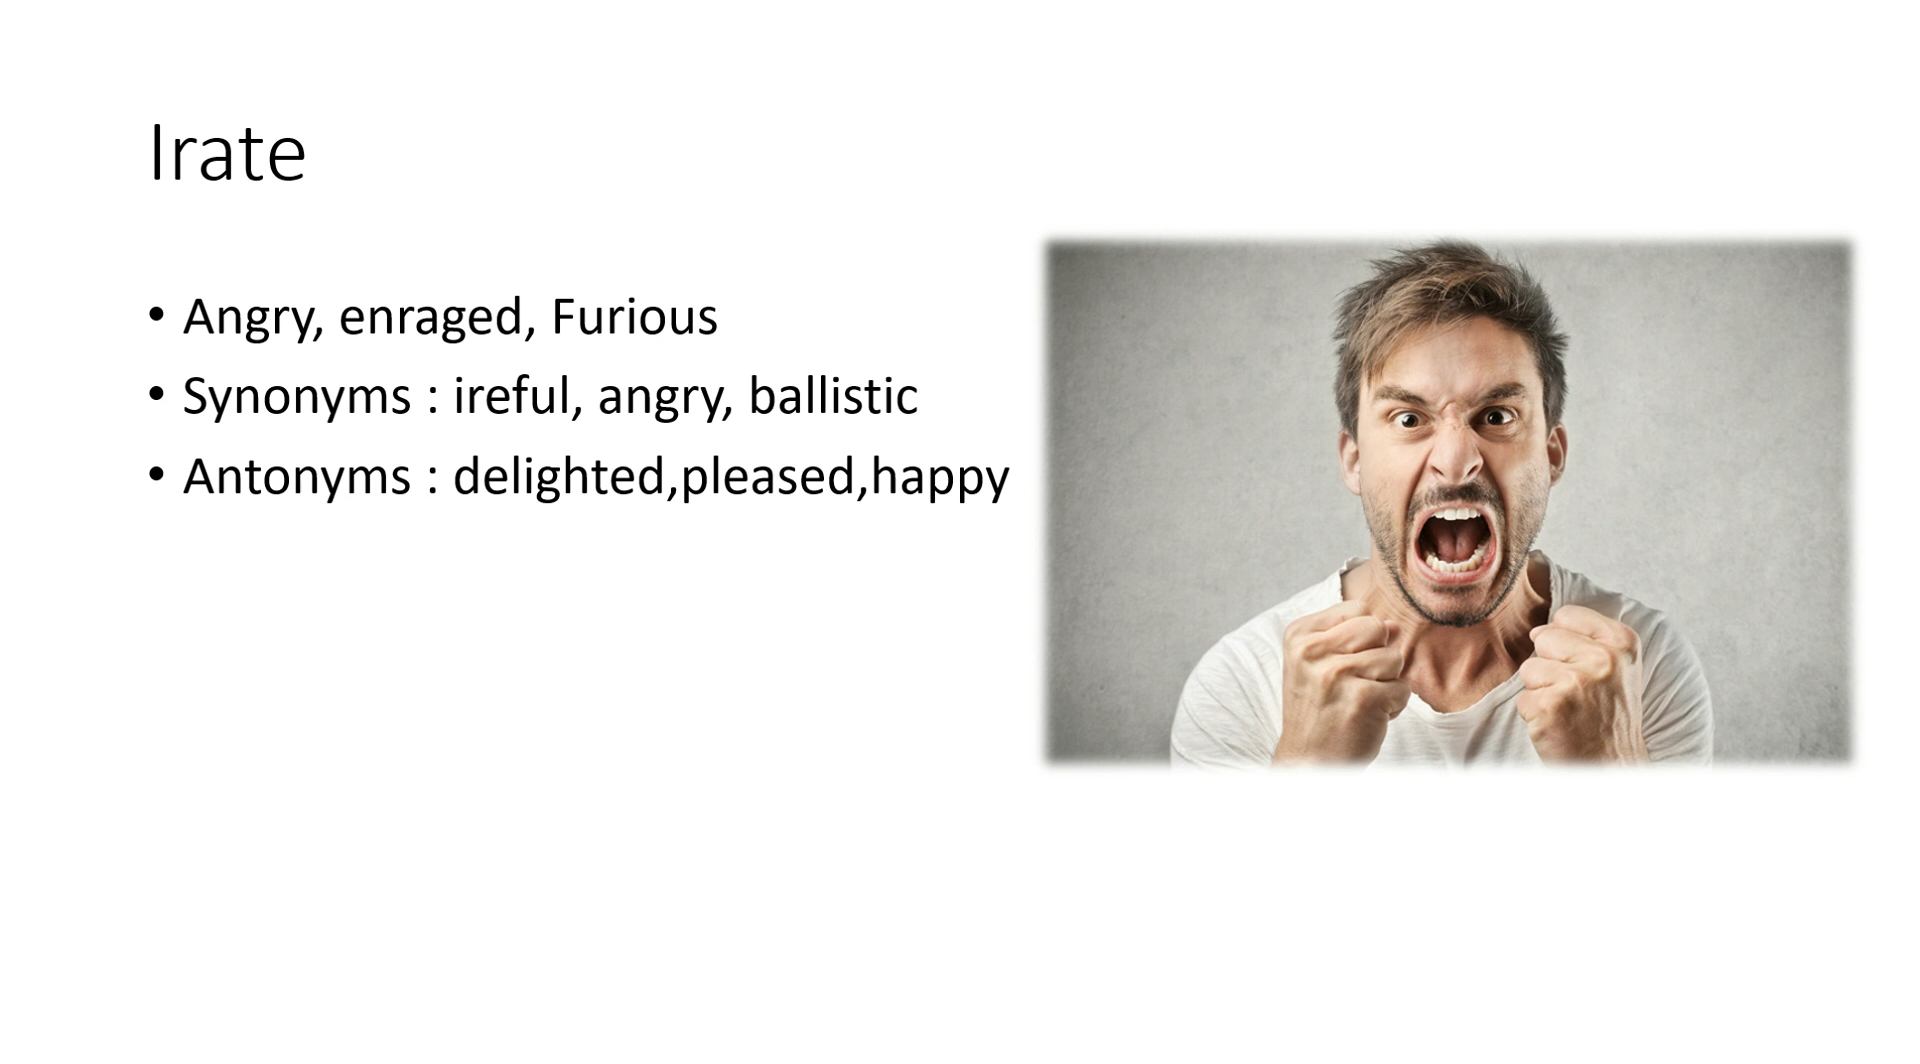 Irate
• Angry, enraged, Furious
• Synonyms : ireful, angry, ballistic
• Antonyms : delighted,pleased,happy